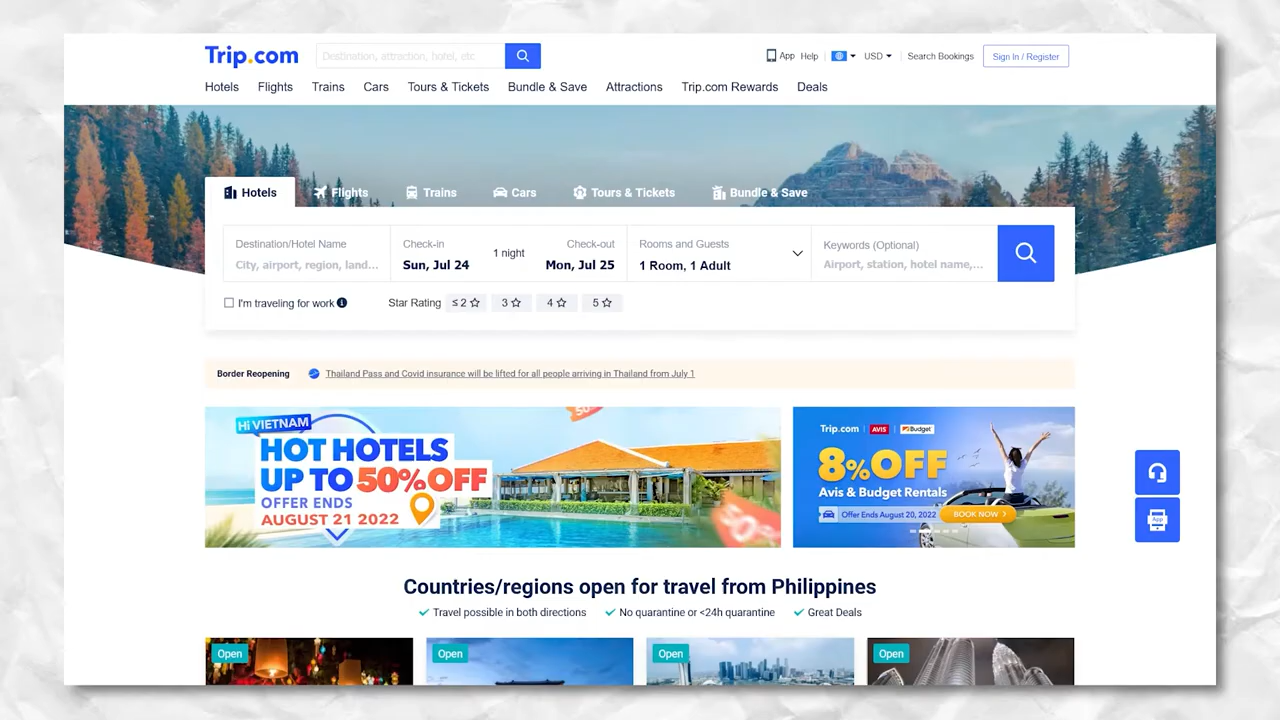 Trip.com
Destination, attraction, hotel, etc.
App Help USD Search Bookings Sign In / Register
Hotels Flights Trains Cars Tours & Tickets Bundle & Save Attractions Trip.com Rewards Deals
Hotels Flights Trains Cars Tours & Tickets Bundle & Save
Destination/Hotel Name Check-in Check-out Rooms and Guests Keywords (Optional)
City, airport, region, land... Sun, Jul 24 1 night Mon, Jul 25 1 Room, 1 Adult Airport, station, hotel name,...
I'm traveling for work Star Rating ≤ 2 3 4 5
Border Reopening Thailand Pass and Covid insurance will be lifted for all people arriving in Thailand from July 1
Hi VIETNAM
HOT HOTELS
UP TO 50% OFF
OFFER ENDS
AUGUST 21 2022
Trip.com AVIS Budget
8% OFF
Avis & Budget Rentals
Offer Ends August 20, 2022 BOOK NOW
App
Countries/regions open for travel from Philippines
Travel possible in both directions No quarantine or <24h quarantine Great Deals
Open Open Open Open